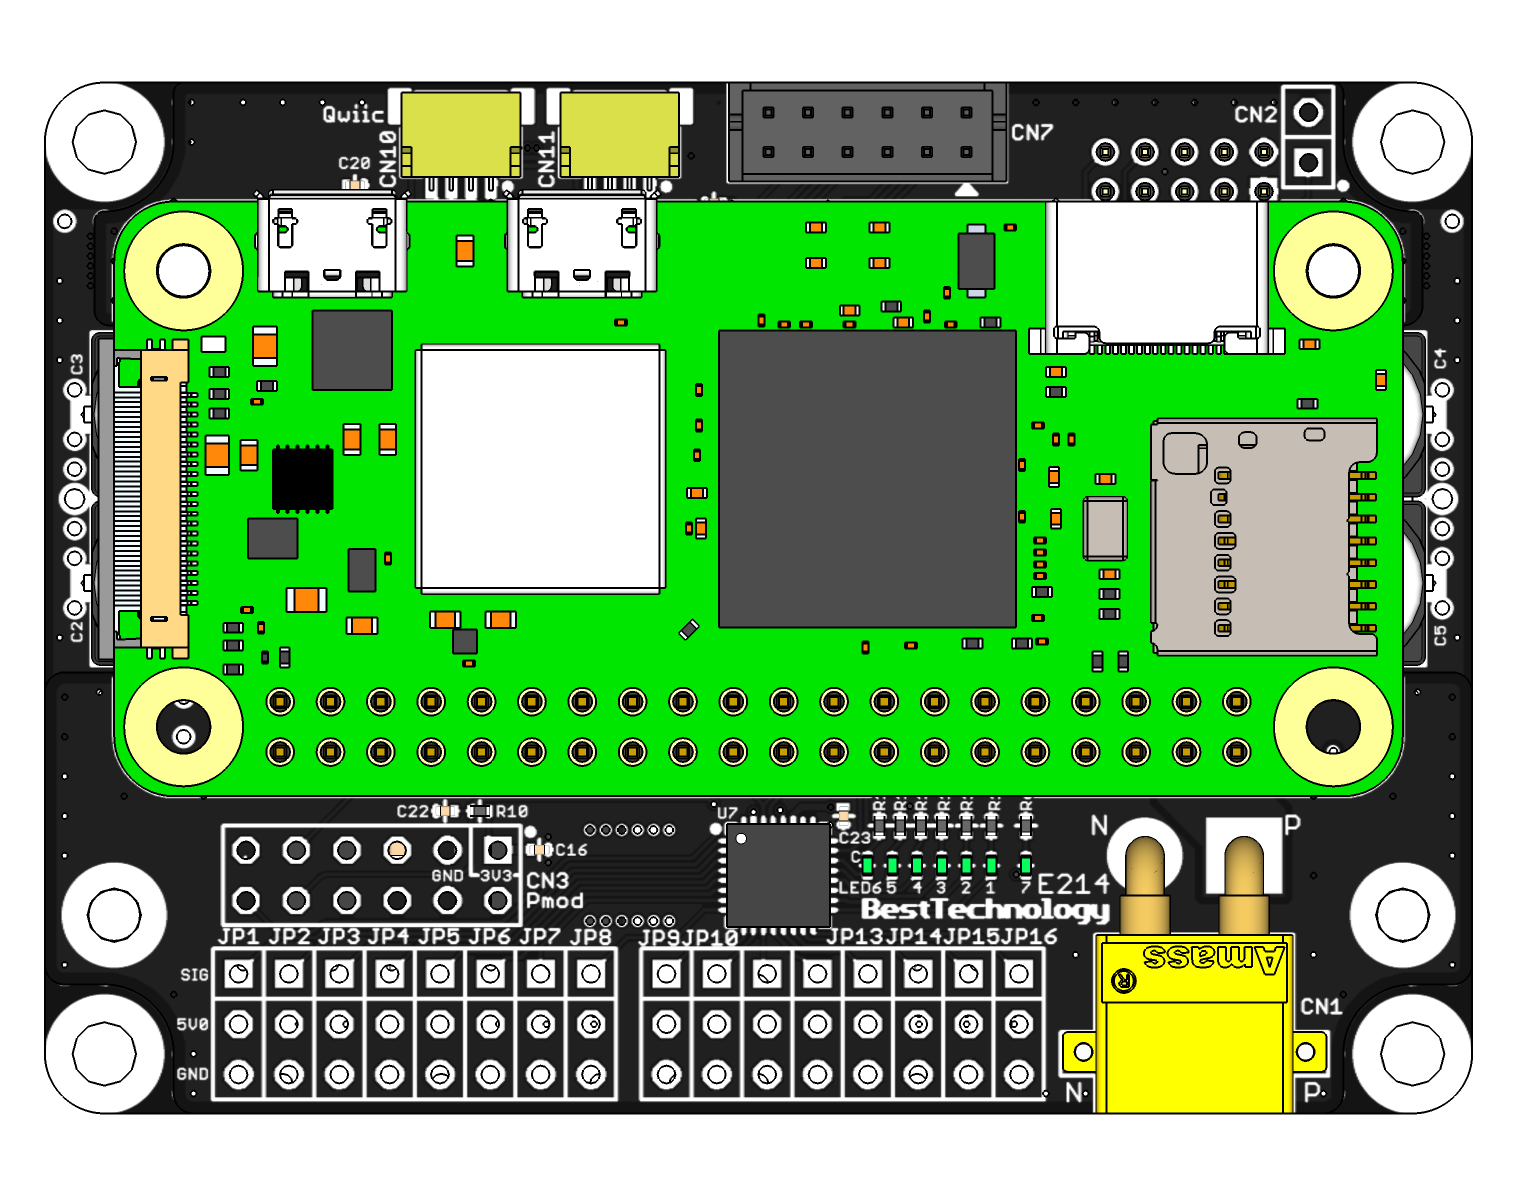 Qwiic
CN10
CN11
C20
CN7
CN2
C3
C2
C4
C5
C22
R10
C16
GND
3V3
CN3
Pmod
U7
C23
R
R
R
R
R
R
R
C
LED6 5 4 3 2 1 7
E214
BestTechnology
N
P
JP1 JP2 JP3 JP4 JP5 JP6 JP7 JP8
JP9 JP10 JP13 JP14 JP15 JP16
SIG
5V0
GND
Amass
®
CN1
N
P